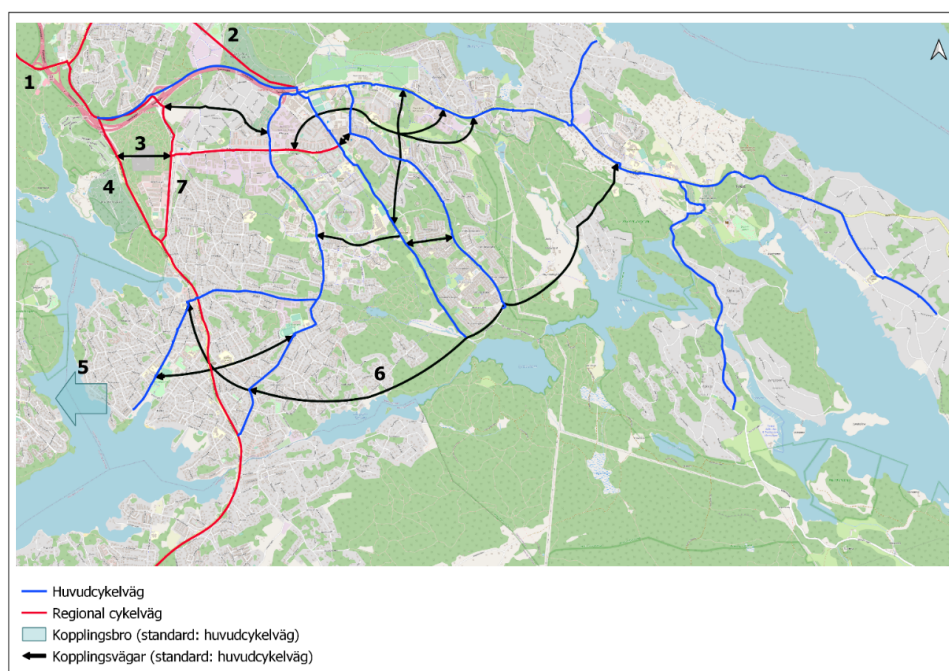 2
1
3
4
7
5
6
Huvudcykelväg
Regional cykelväg
Kopplingsbro (standard: huvudcykelväg)
Kopplingsvägar (standard: huvudcykelväg)